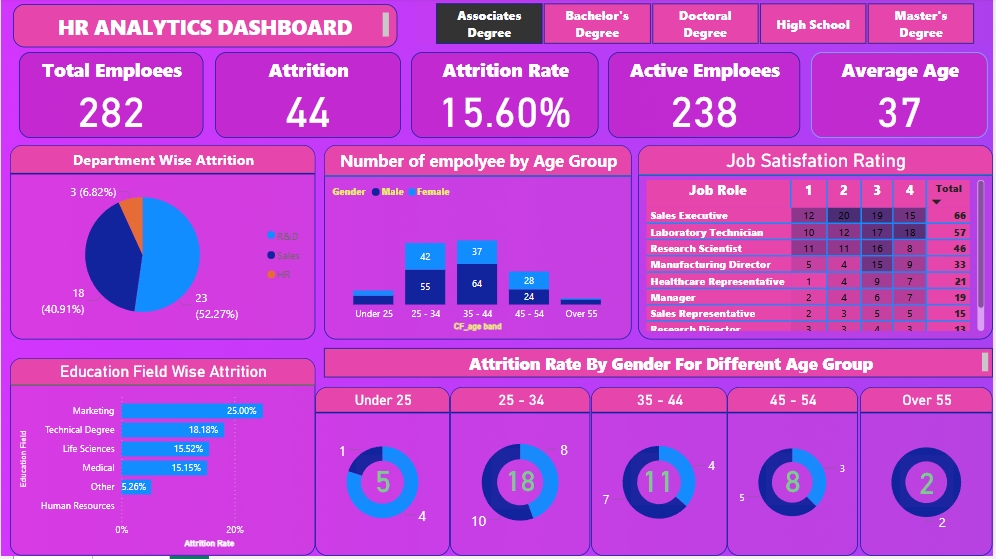 HR ANALYTICS DASHBOARD
Associates
Degree
Bachelor's
Degree
Doctoral
Degree
High School
Master's
Degree
Total Emploees
282
Attrition
44
Attrition Rate
15.60%
Active Emploees
238
Average Age
37
Department Wise Attrition
3 (6.82%)
18
(40.91%)
23
(52.27%)
R&D
Sales
HR
Number of empolyee by Age Group
Gender Male Female
42
55
37
64
28
24
Under 25 25 - 34 35 - 44 45 - 54 Over 55
CF_age band
Job Satisfation Rating
Job Role 1 2 3 4 Total
Sales Executive 12 20 19 15 66
Laboratory Technician 10 12 17 18 57
Research Scientist 11 11 16 8 46
Manufacturing Director 5 4 15 9 33
Healthcare Representative 1 4 9 7 21
Manager 2 4 6 7 19
Sales Representative 2 3 5 5 15
Research Director 3 3 4 3 13
Education Field Wise Attrition
Education Field
Marketing 25.00%
Technical Degree 18.18%
Life Sciences 15.52%
Medical 15.15%
Other 5.26%
Human Resources
0% 20%
Attrition Rate
Attrition Rate By Gender For Different Age Group
Under 25
1
5
4
25 - 34
8
18
10
35 - 44
4
11
7
45 - 54
3
8
5
Over 55
2
2